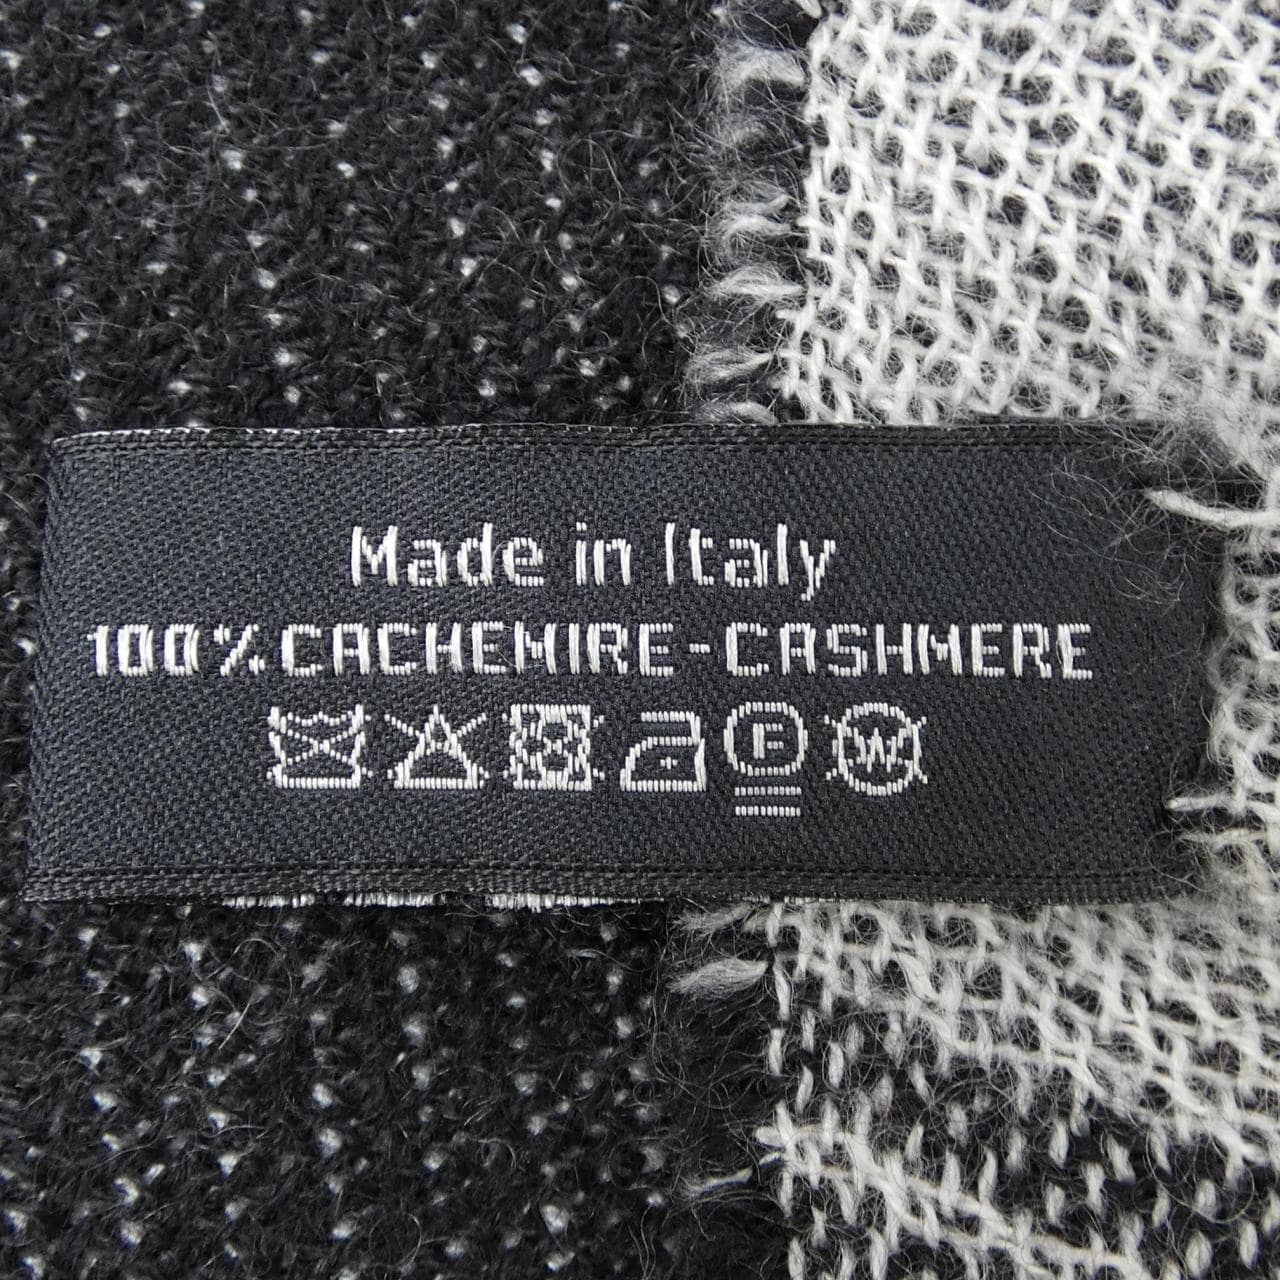 Made in Italy
100% CACHEMIRE-CASHMERE
F W